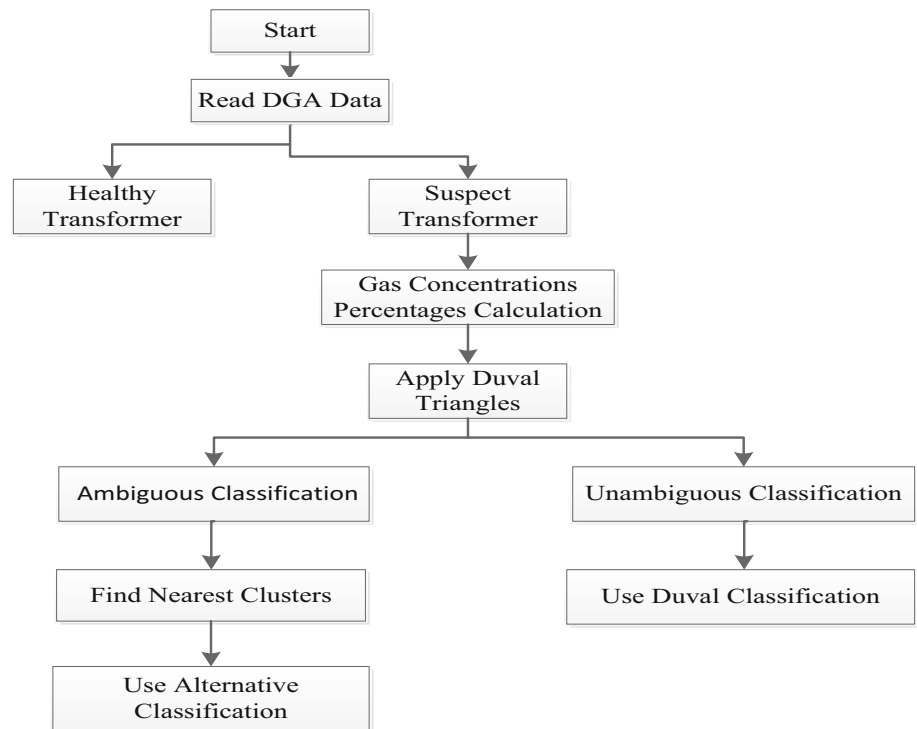 Start
Read DGA Data
Healthy
Transformer
Suspect
Transformer
Gas Concentrations
Percentages Calculation
Apply Duval
Triangles
Ambiguous Classification
Unambiguous Classification
Find Nearest Clusters
Use Duval Classification
Use Alternative
Classification